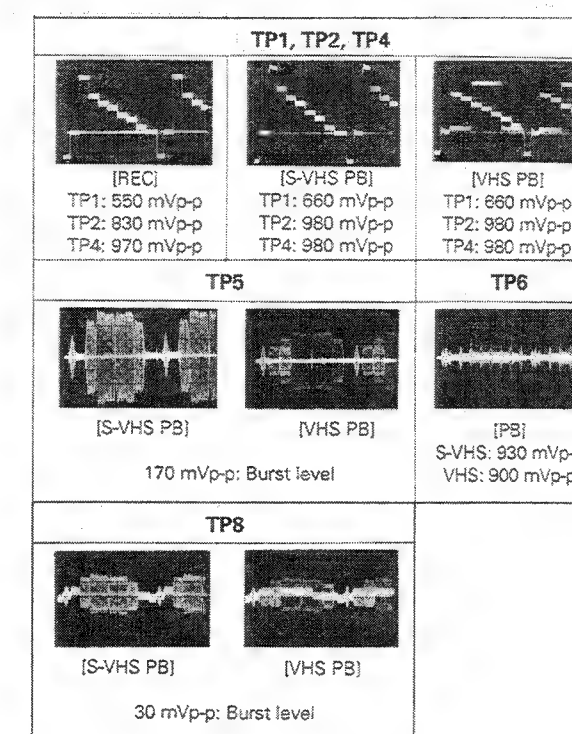 TP1, TP2, TP4
[REC]
TP1: 550 mVp-p
TP2: 830 mVp-p
TP4: 970 mVp-p
[S-VHS PB]
TP1: 660 mVp-p
TP2: 980 mVp-p
TP4: 980 mVp-p
[VHS PB]
TP1: 660 mVp-p
TP2: 980 mVp-p
TP4: 980 mVp-p
TP5
[S-VHS PB]
[VHS PB]
170 mVp-p: Burst level
TP6
[PB]
S-VHS: 930 mVp-
VHS: 900 mVp-p
TP8
[S-VHS PB]
[VHS PB]
30 mVp-p: Burst level